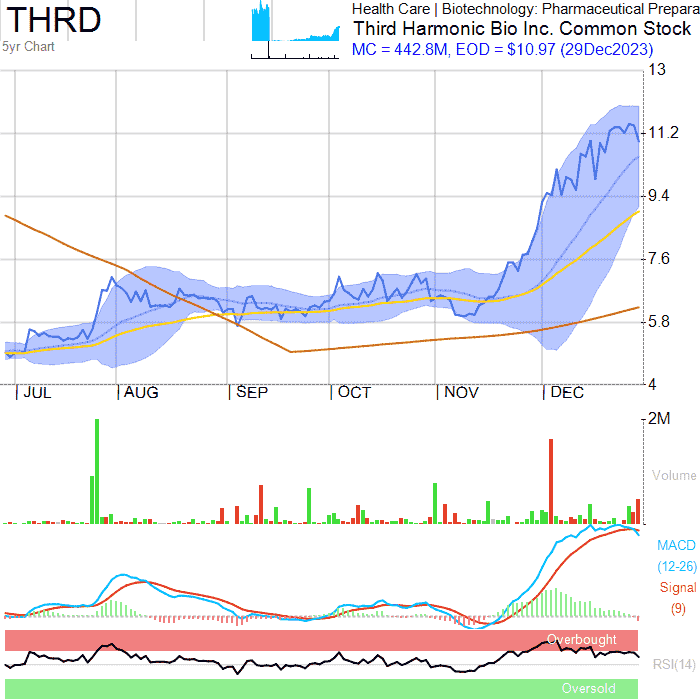 THRD
5yr Chart
Health Care | Biotechnology: Pharmaceutical Prepara
Third Harmonic Bio Inc. Common Stock
MC = 442.8M, EOD = $10.97 (29Dec2023)
13
11.2
9.4
7.6
5.8
4
JUL AUG SEP OCT NOV DEC
2M
Volume
MACD
(12-26)
Signal
(9)
Overbought
RSI(14)
Oversold